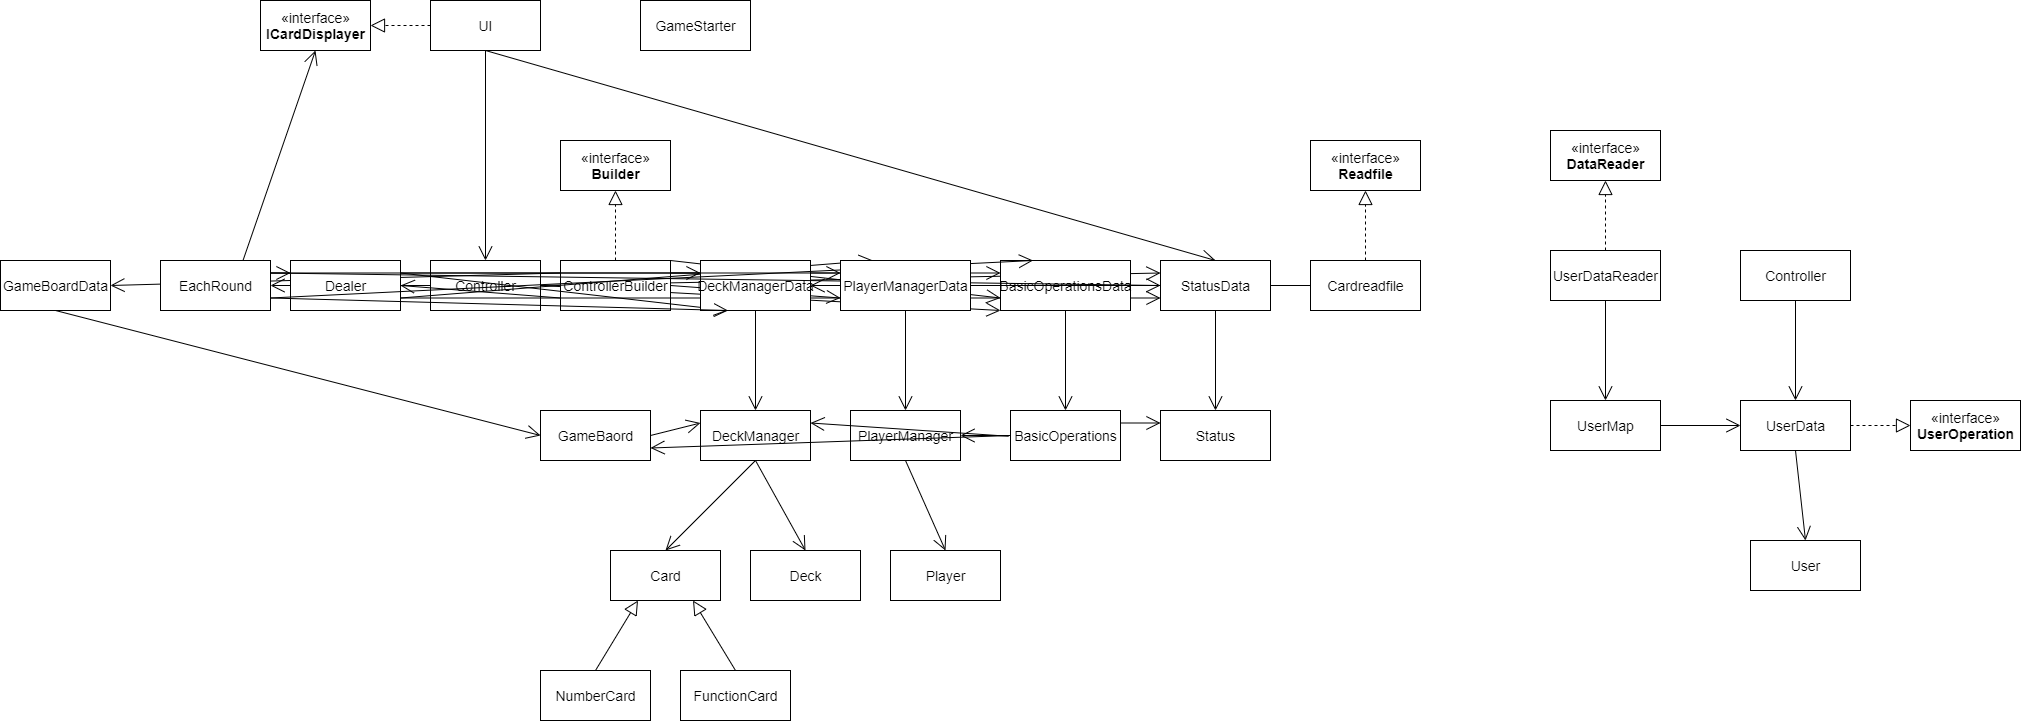 «interface»
ICardDisplayer
UI
GameStarter
«interface»
Builder
«interface»
Readfile
«interface»
DataReader
GameBoardData
EachRound
Dealer
Controller
ControllerBuilder
DeckManagerData
PlayerManagerData
BasicOperationsData
StatusData
Cardreadfile
UserDataReader
Controller
GameBaord
DeckManager
PlayerManager
BasicOperations
Status
UserMap
UserData
«interface»
UserOperation
Card
Deck
Player
User
NumberCard
FunctionCard